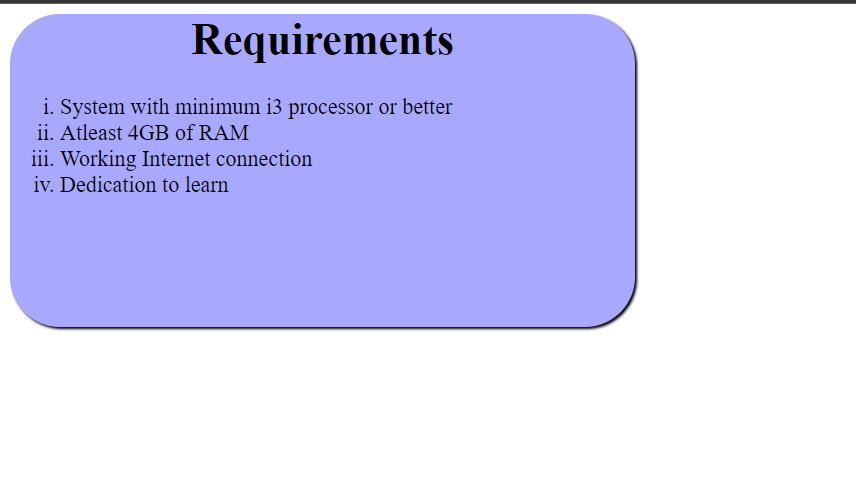 Requirements
i. System with minimum i3 processor or better
ii. Atleast 4GB of RAM
iii. Working Internet connection
iv. Dedication to learn